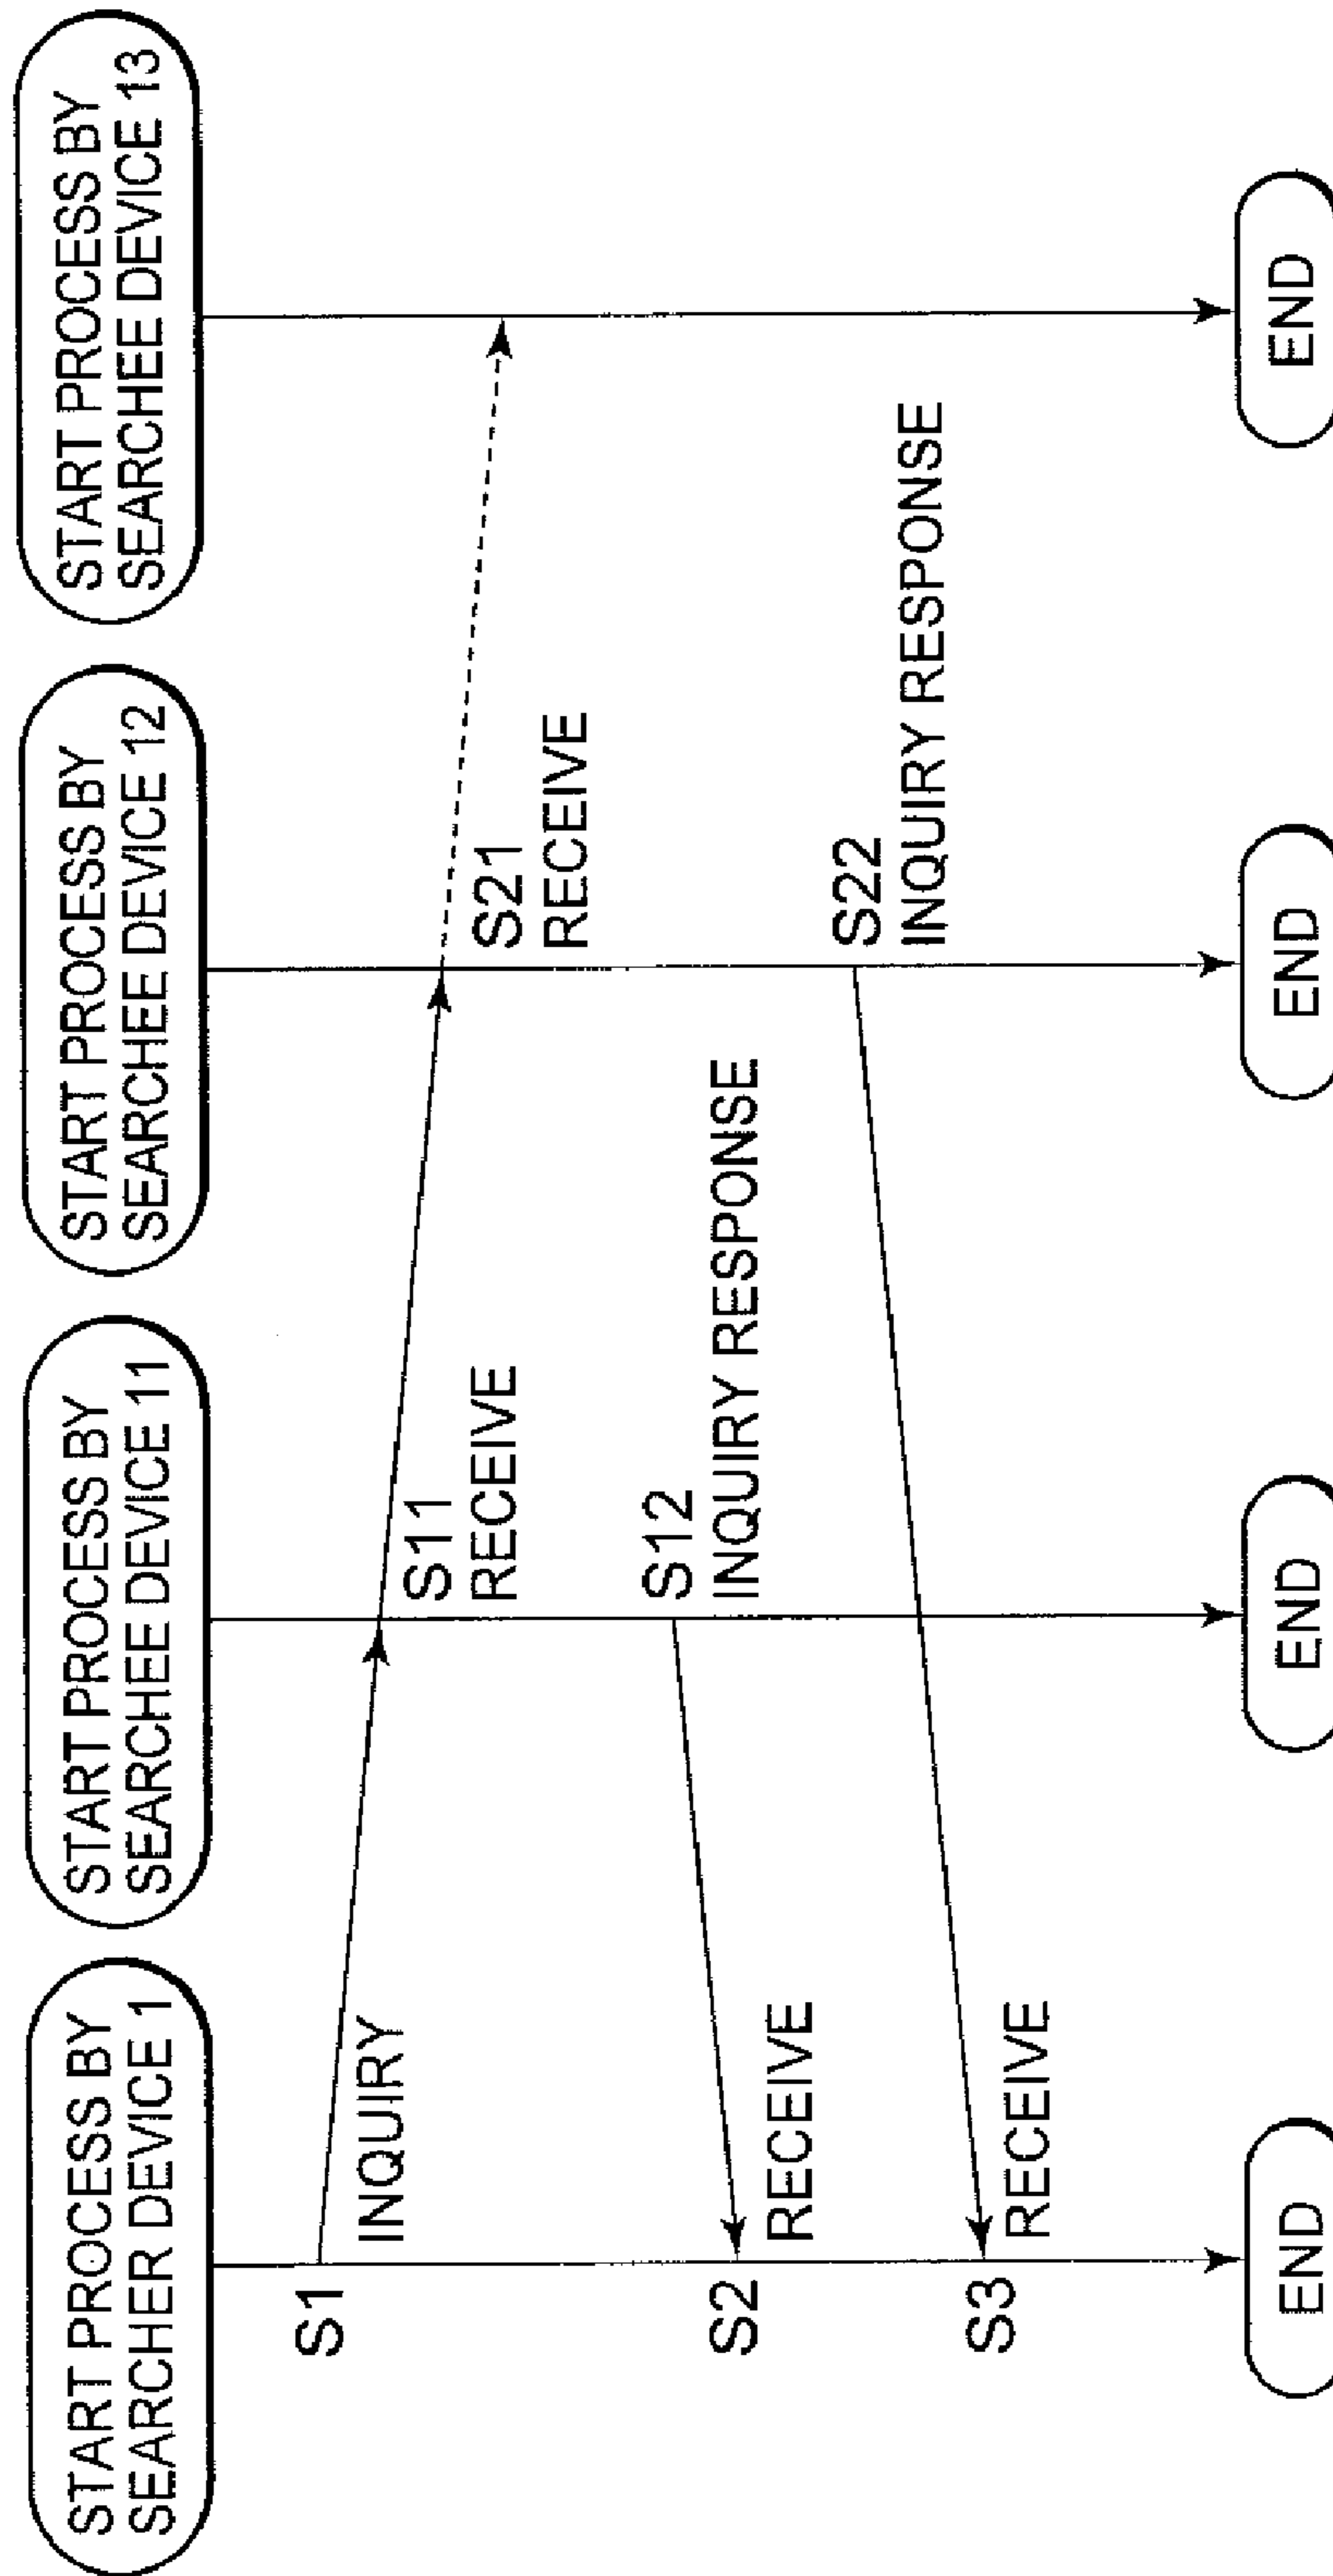 START PROCESS BY
SEARCHER DEVICE 1
START PROCESS BY
SEARCHEE DEVICE 11
START PROCESS BY
SEARCHEE DEVICE 12
START PROCESS BY
SEARCHEE DEVICE 13
S1
INQUIRY
S11
RECEIVE
S21
RECEIVE
S12
INQUIRY RESPONSE
S2
RECEIVE
S22
INQUIRY RESPONSE
S3
RECEIVE
END
END
END
END